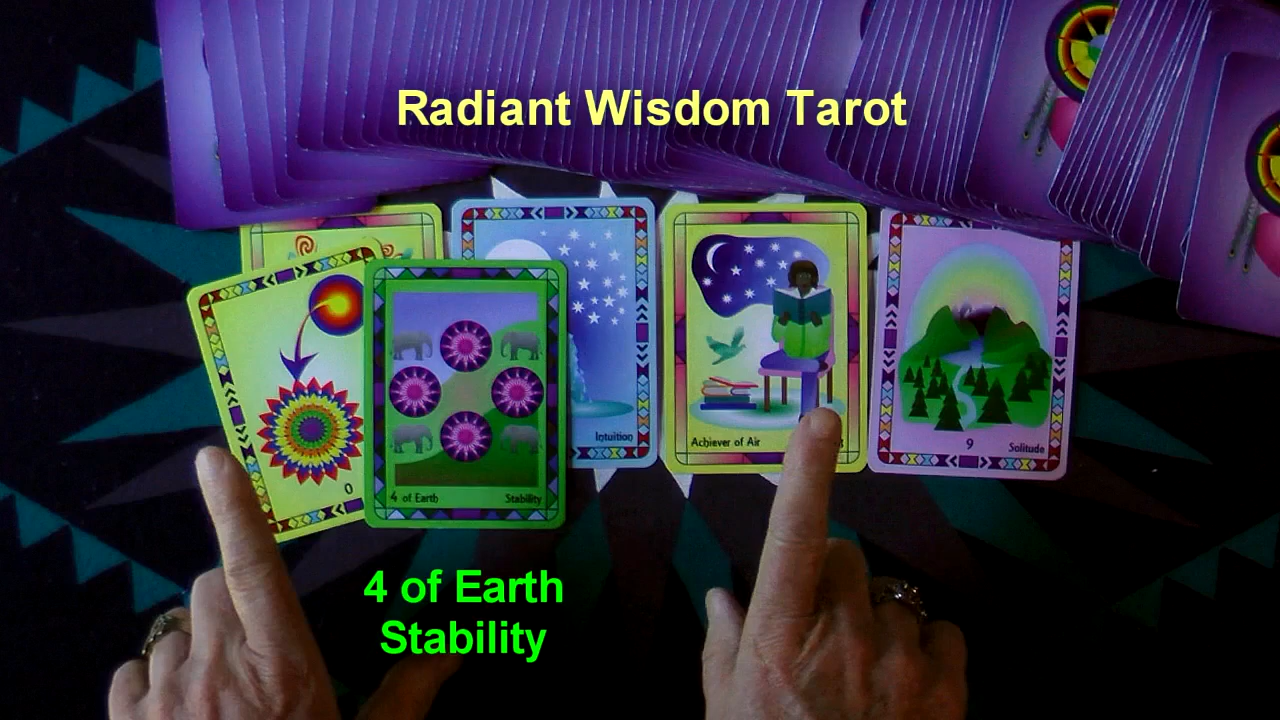 Radiant Wisdom Tarot
Intuition
Achiever of Air
9
Solitude
0
4 of Earth
Stability
4 of Earth
Stability